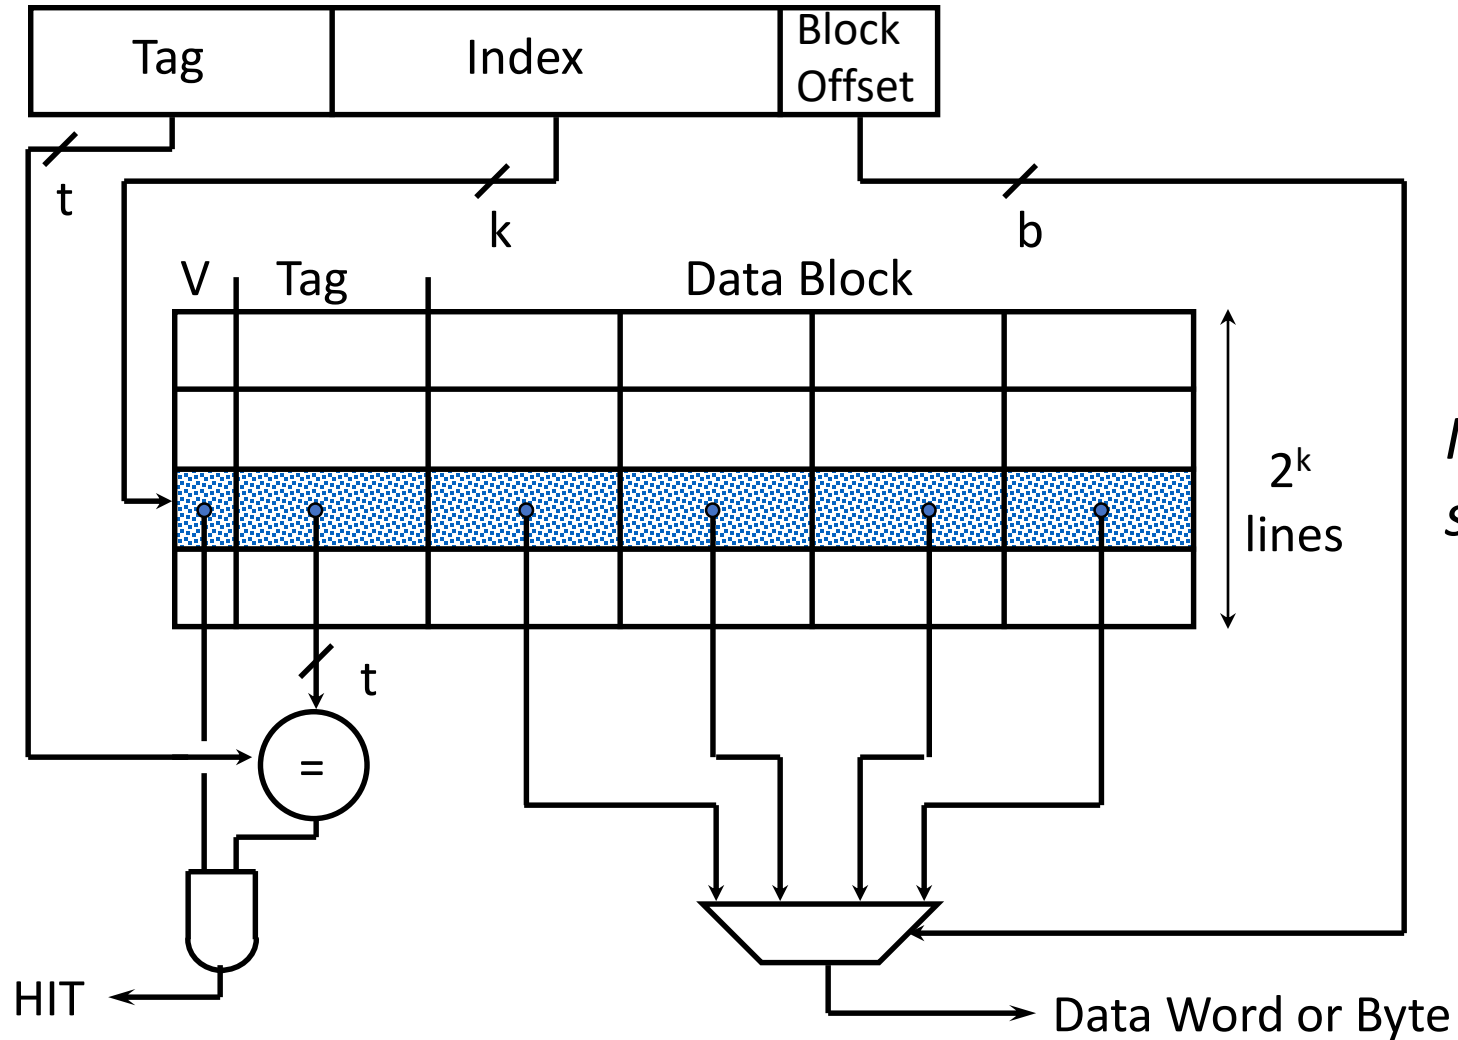 Tag
Index
Block
Offset
t
k
b
V
Tag
Data Block
2ᵏ
lines
t
=
HIT
Data Word or Byte